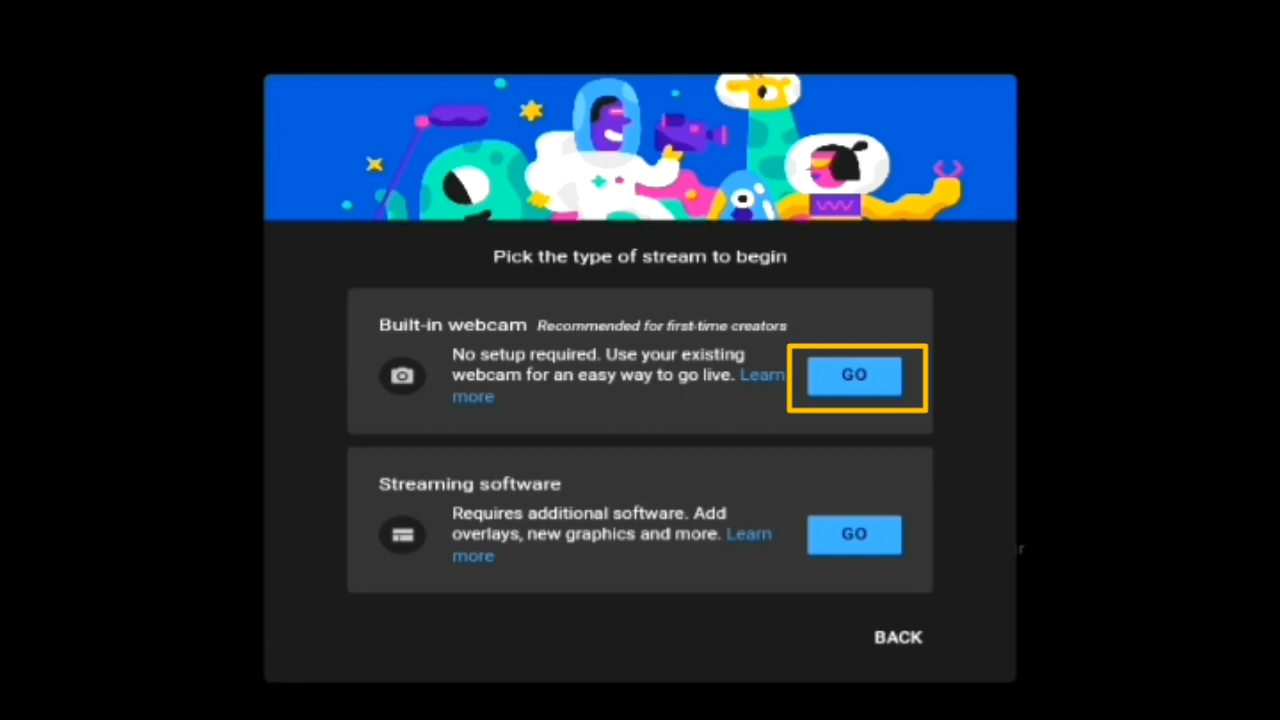 Pick the type of stream to begin
Built-in webcam Recommended for first-time creators
No setup required. Use your existing
webcam for an easy way to go live. Learn
more
GO
Streaming software
Requires additional software. Add
overlays, new graphics and more. Learn
more
GO
BACK